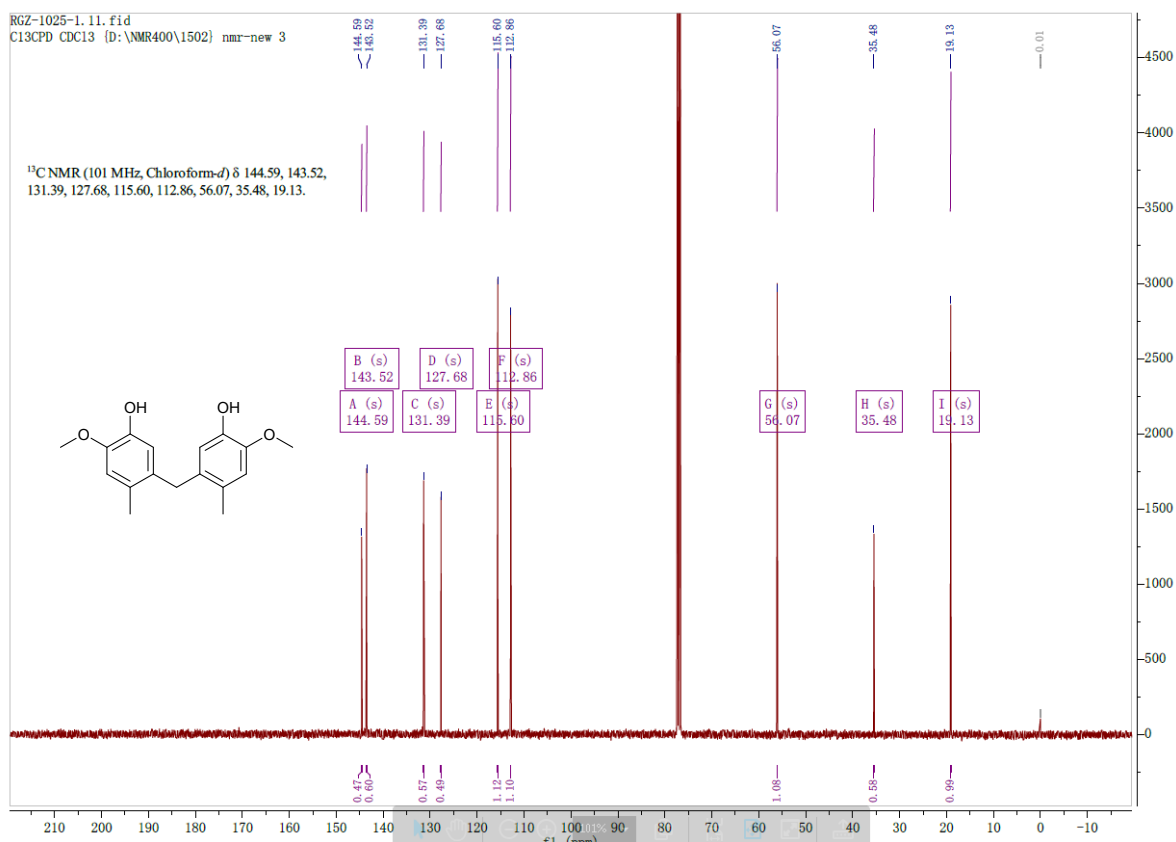 RGZ-1025-1.11.fid
C13CPD CDCl3 {D:\NMR400\1502} nmr-new 3
144.59
143.52
131.39
127.68
115.60
112.86
56.07
35.48
19.13
-0.01
13C NMR (101 MHz, Chloroform-d) δ 144.59, 143.52,
131.39, 127.68, 115.60, 112.86, 56.07, 35.48, 19.13.
B (s)
143.52
D (s)
127.68
F (s)
112.86
A (s)
144.59
C (s)
131.39
E (s)
115.60
G (s)
56.07
H (s)
35.48
I (s)
19.13
OH
OH
O
O
4500
4000
3500
3000
2500
2000
1500
1000
500
0
0.47
0.60
0.57
0.49
1.12
1.10
1.08
0.58
0.99
210 200 190 180 170 160 150 140 130 120 110 100 90 80 70 60 50 40 30 20 10 0 -10
101%
f1 (ppm)